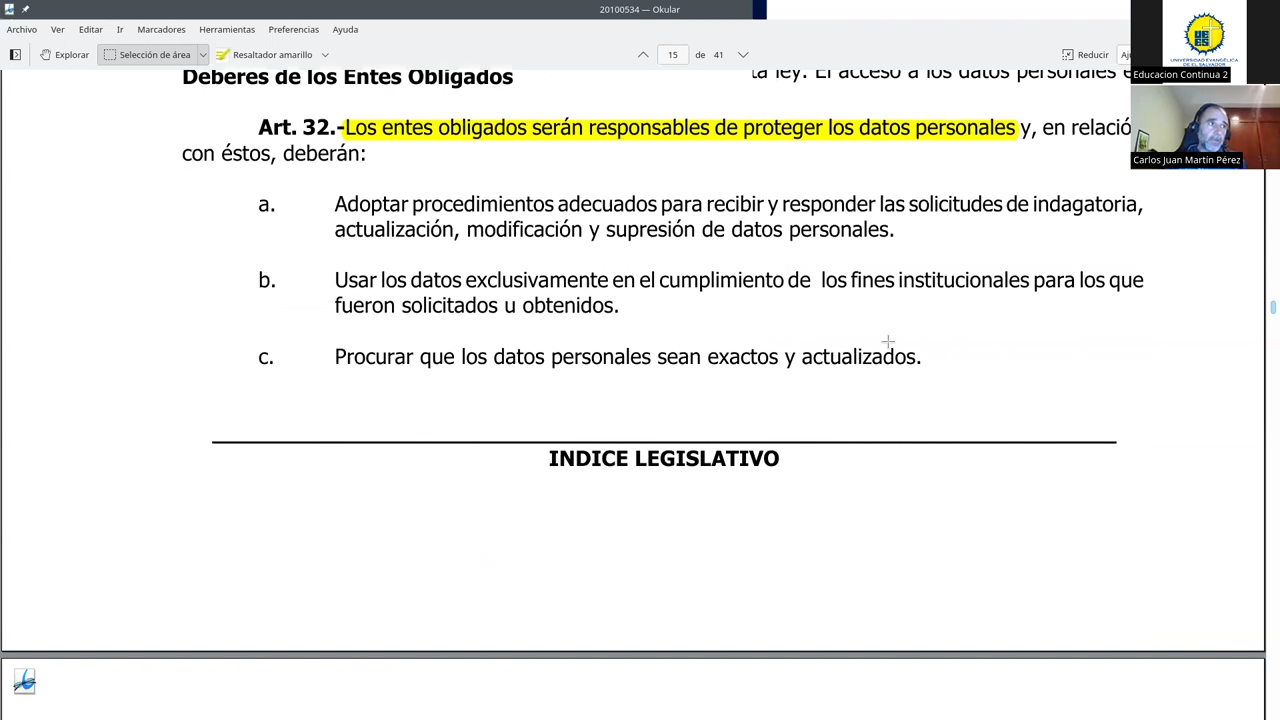 20100534 — Okular
Archivo Ver Editar Ir Marcadores Herramientas Preferencias Ayuda
Explorar Selección de área Resaltador amarillo 15 de 41 Reducir
UNIVERSIDAD EVANGÉLICA
DE EL SALVADOR
Educacion Continua 2
Carlos Juan Martín Pérez
Deberes de los Entes Obligados
ley. El acceso a los datos personales
Art. 32.-Los entes obligados serán responsables de proteger los datos personales y, en relació
con éstos, deberán:
a. Adoptar procedimientos adecuados para recibir y responder las solicitudes de indagatoria,
actualización, modificación y supresión de datos personales.
b. Usar los datos exclusivamente en el cumplimiento de los fines institucionales para los que
fueron solicitados u obtenidos.
c. Procurar que los datos personales sean exactos y actualizados.
INDICE LEGISLATIVO